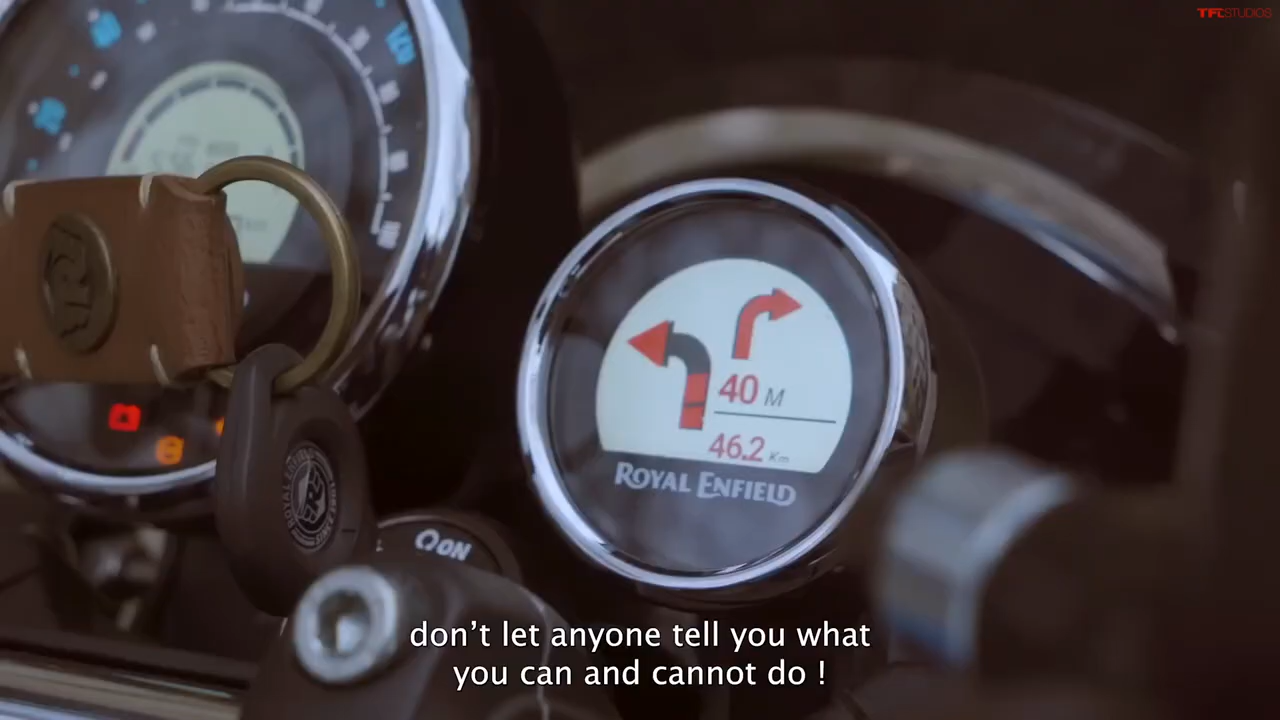 TFCSTUDIOS
40 M
46.2 Km
ROYAL ENFIELD
ON
don't let anyone tell you what
you can and cannot do !